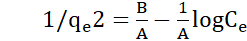 1/qₑ2 = B/A − 1/A logCₑ